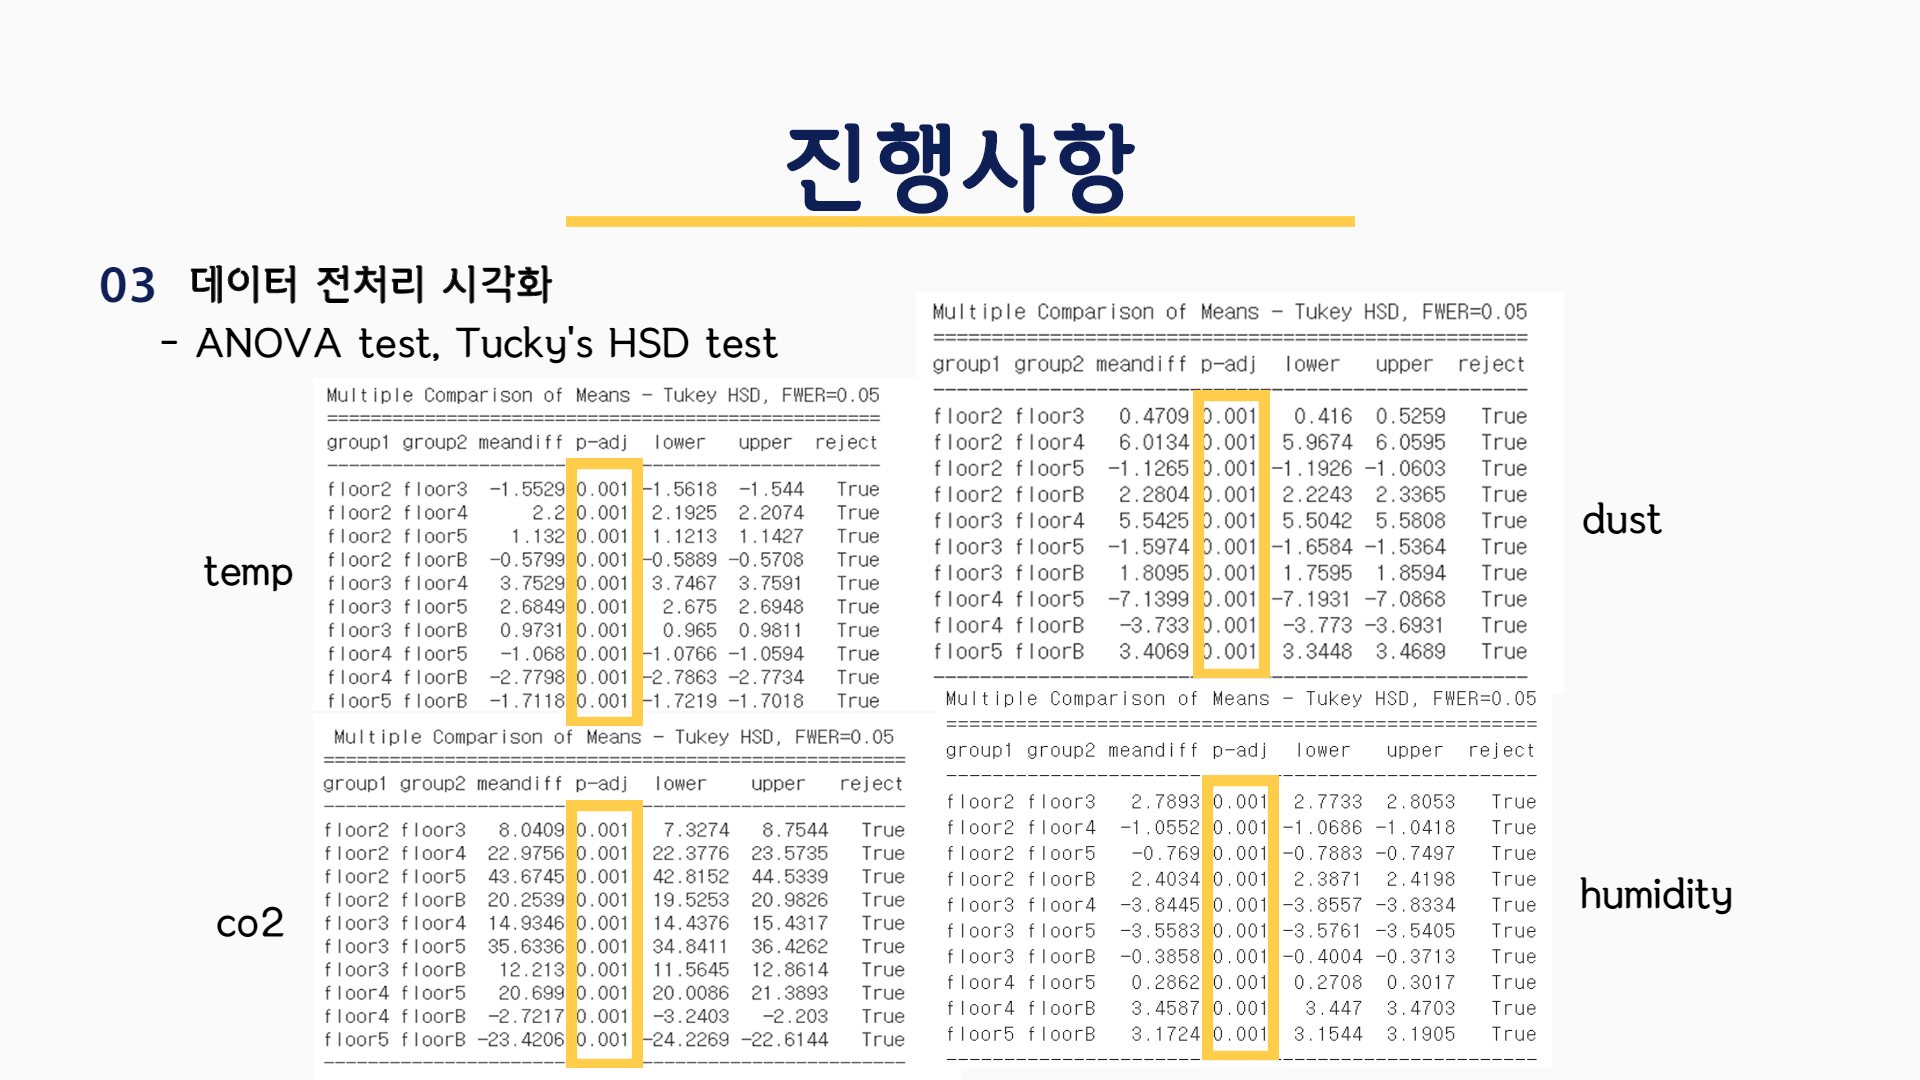 진행사항
03 데이터 전처리 시각화
- ANOVA test, Tucky's HSD test
temp
Multiple Comparison of Means - Tukey HSD, FWER=0.05
====================================================
group1 group2 meandiff p-adj lower upper reject
----------------------------------------------------
floor2 floor3 -1.5529 0.001 -1.5618 -1.544 True
floor2 floor4 2.2 0.001 2.1925 2.2074 True
floor2 floor5 1.132 0.001 1.1213 1.1427 True
floor2 floorB -0.5799 0.001 -0.5889 -0.5708 True
floor3 floor4 3.7529 0.001 3.7467 3.7591 True
floor3 floor5 2.6849 0.001 2.675 2.6948 True
floor3 floorB 0.9731 0.001 0.965 0.9811 True
floor4 floor5 -1.068 0.001 -1.0766 -1.0594 True
floor4 floorB -2.7798 0.001 -2.7863 -2.7734 True
floor5 floorB -1.7118 0.001 -1.7219 -1.7018 True
co2
Multiple Comparison of Means - Tukey HSD, FWER=0.05
====================================================
group1 group2 meandiff p-adj lower upper reject
----------------------------------------------------
floor2 floor3 8.0409 0.001 7.3274 8.7544 True
floor2 floor4 22.9756 0.001 22.3776 23.5735 True
floor2 floor5 43.6745 0.001 42.8152 44.5339 True
floor2 floorB 20.2539 0.001 19.5253 20.9826 True
floor3 floor4 14.9346 0.001 14.4376 15.4317 True
floor3 floor5 35.6336 0.001 34.8411 36.4262 True
floor3 floorB 12.213 0.001 11.5645 12.8614 True
floor4 floor5 20.699 0.001 20.0086 21.3893 True
floor4 floorB -2.7217 0.001 -3.2403 -2.203 True
floor5 floorB -23.4206 0.001 -24.2269 -22.6144 True
----------------------------------------------------
Multiple Comparison of Means - Tukey HSD, FWER=0.05
====================================================
group1 group2 meandiff p-adj lower upper reject
----------------------------------------------------
floor2 floor3 0.4709 0.001 0.416 0.5259 True
floor2 floor4 6.0134 0.001 5.9674 6.0595 True
floor2 floor5 -1.1265 0.001 -1.1926 -1.0603 True
floor2 floorB 2.2804 0.001 2.2243 2.3365 True
floor3 floor4 5.5425 0.001 5.5042 5.5808 True
floor3 floor5 -1.5974 0.001 -1.6584 -1.5364 True
floor3 floorB 1.8095 0.001 1.7595 1.8594 True
floor4 floor5 -7.1399 0.001 -7.1931 -7.0868 True
floor4 floorB -3.733 0.001 -3.773 -3.6931 True
floor5 floorB 3.4069 0.001 3.3448 3.4689 True
----------------------------------------------------
dust
Multiple Comparison of Means - Tukey HSD, FWER=0.05
====================================================
group1 group2 meandiff p-adj lower upper reject
----------------------------------------------------
floor2 floor3 2.7893 0.001 2.7733 2.8053 True
floor2 floor4 -1.0552 0.001 -1.0686 -1.0418 True
floor2 floor5 -0.769 0.001 -0.7883 -0.7497 True
floor2 floorB 2.4034 0.001 2.3871 2.4198 True
floor3 floor4 -3.8445 0.001 -3.8557 -3.8334 True
floor3 floor5 -3.5583 0.001 -3.5761 -3.5405 True
floor3 floorB -0.3858 0.001 -0.4004 -0.3713 True
floor4 floor5 0.2862 0.001 0.2708 0.3017 True
floor4 floorB 3.4587 0.001 3.447 3.4703 True
floor5 floorB 3.1724 0.001 3.1544 3.1905 True
----------------------------------------------------
humidity